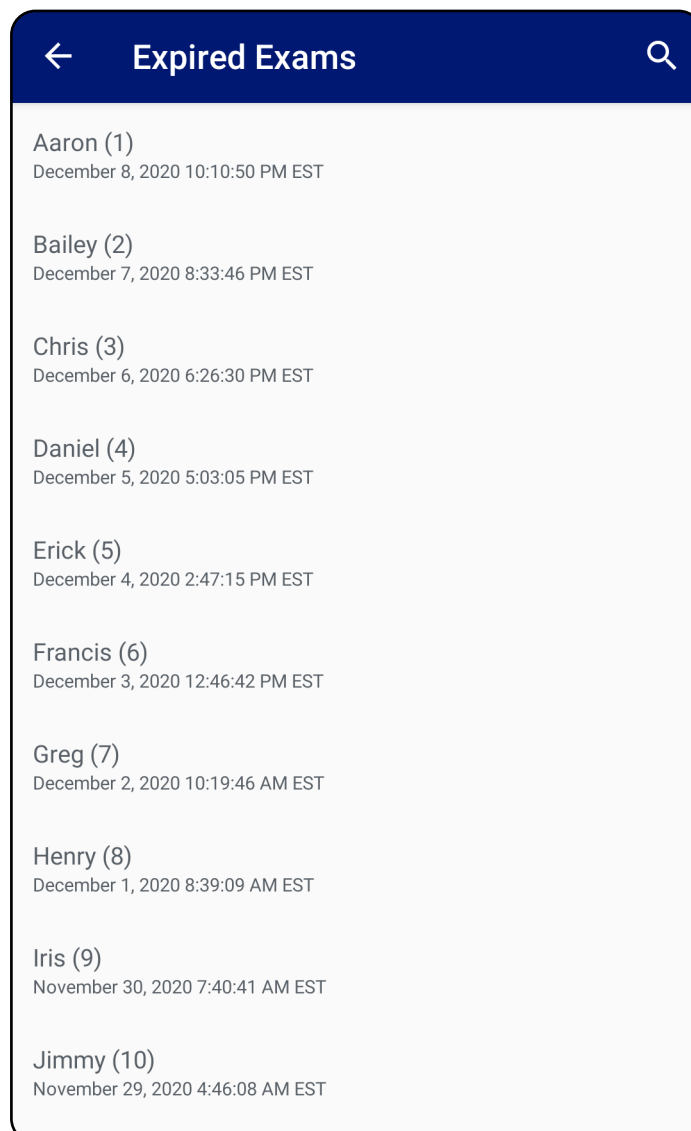 Expired Exams
Aaron (1)
December 8, 2020 10:10:50 PM EST
Bailey (2)
December 7, 2020 8:33:46 PM EST
Chris (3)
December 6, 2020 6:26:30 PM EST
Daniel (4)
December 5, 2020 5:03:05 PM EST
Erick (5)
December 4, 2020 2:47:15 PM EST
Francis (6)
December 3, 2020 12:46:42 PM EST
Greg (7)
December 2, 2020 10:19:46 AM EST
Henry (8)
December 1, 2020 8:39:09 AM EST
Iris (9)
November 30, 2020 7:40:41 AM EST
Jimmy (10)
November 29, 2020 4:46:08 AM EST